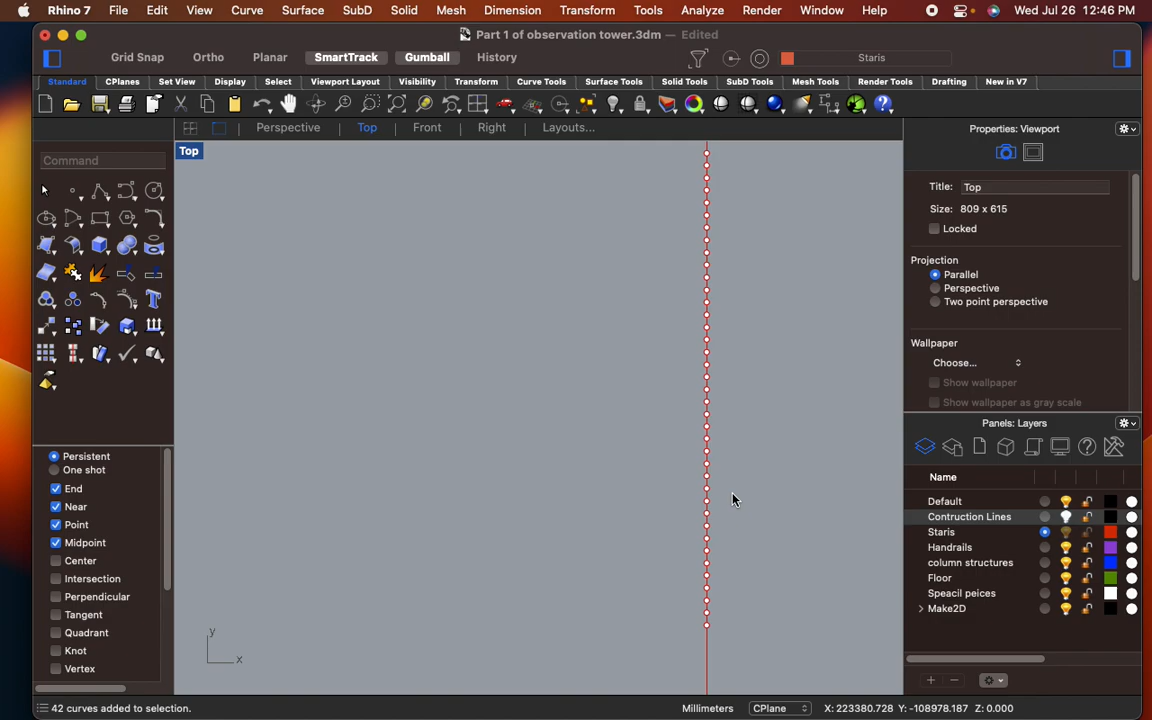 Rhino 7 File Edit View Curve Surface SubD Solid Mesh Dimension Transform Tools Analyze Render Window Help Wed Jul 26 12:46 PM
Part 1 of observation tower.3dm — Edited
Grid Snap Ortho Planar SmartTrack Gumball History Staris
Standard CPlanes Set View Display Select Viewport Layout Visibility Transform Curve Tools Surface Tools Solid Tools SubD Tools Mesh Tools Render Tools Drafting New in V7
Perspective Top Front Right Layouts...
Properties: Viewport
Top
Command
Title: Top
Size: 809 x 615
Locked
Projection
Parallel
Perspective
Two point perspective
Wallpaper
Choose...
Show wallpaper
Show wallpaper as gray scale
Panels: Layers
Name
Default
Contruction Lines
Staris
Handrails
column structures
Floor
Speacil peices
Make2D
Persistent
One shot
End
Near
Point
Midpoint
Center
Intersection
Perpendicular
Tangent
Quadrant
Knot
Vertex
y
x
42 curves added to selection. Millimeters CPlane X: 223380.728 Y: -108978.187 Z: 0.000